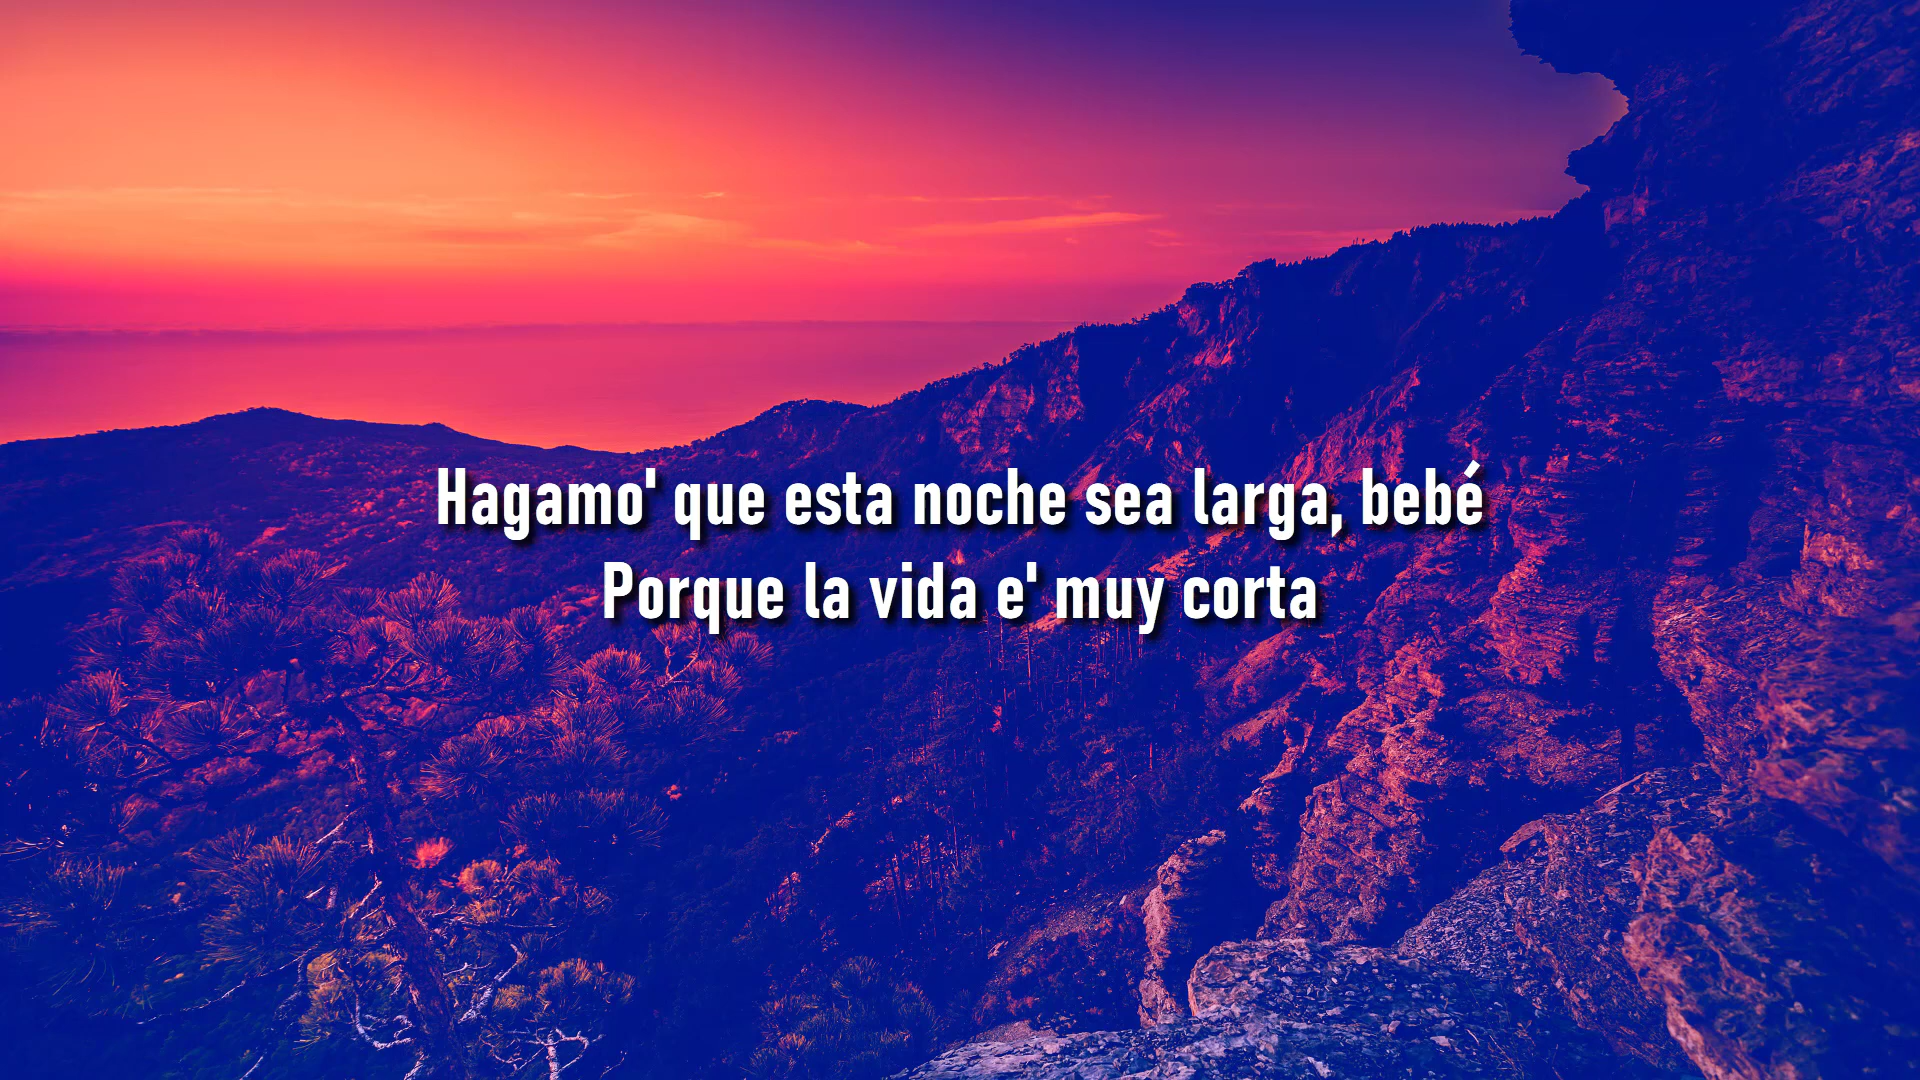 Hagamo' que esta noche sea larga, bebé
Porque la vida e' muy corta